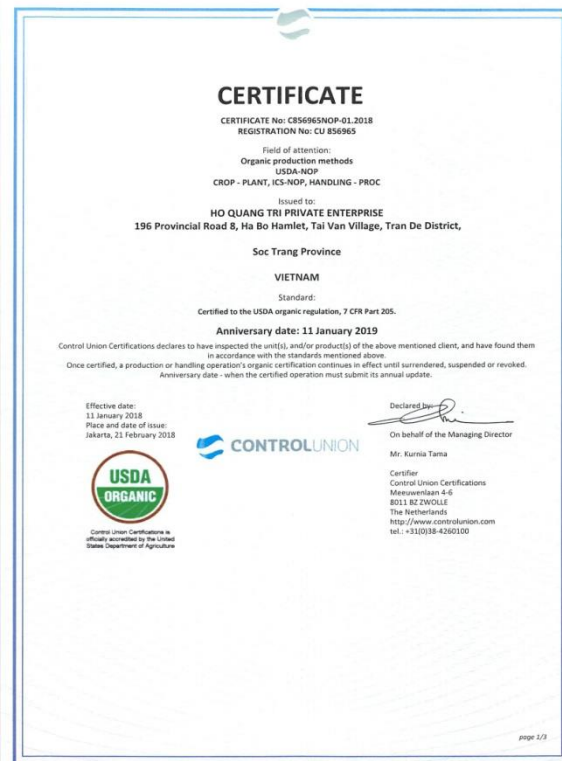 CERTIFICATE
CERTIFICATE No: C856965NOP-01.2018
REGISTRATION No: CU 856965
Field of attention:
Organic production methods
USDA-NOP
CROP - PLANT, ICS-NOP, HANDLING - PROC
Issued to:
HO QUANG TRI PRIVATE ENTERPRISE
196 Provincial Road 8, Ha Bo Hamlet, Tai Van Village, Tran De District,
Soc Trang Province
VIETNAM
Standard:
Certified to the USDA organic regulation, 7 CFR Part 205.
Anniversary date: 11 January 2019
Control Union Certifications declares to have inspected the unit(s), and/or product(s) of the above mentioned client, and have found them
in accordance with the standards mentioned above.
Once certified, a production or handling operation's organic certification continues in effect until surrendered, suspended or revoked.
Anniversary date - when the certified operation must submit its annual update.
Effective date:
11 January 2018
Place and date of issue:
Jakarta, 21 February 2018
USDA
ORGANIC
Control Union Certifications is
officially accredited by the United
States Department of Agriculture
CONTROLUNION
Declared by:
On behalf of the Managing Director
Mr. Kurnia Tama
Certifier
Control Union Certifications
Meeuwenlaan 4-6
8011 BZ ZWOLLE
The Netherlands
http://www.controlunion.com
tel.: +31(0)38-4260100
page 1/3